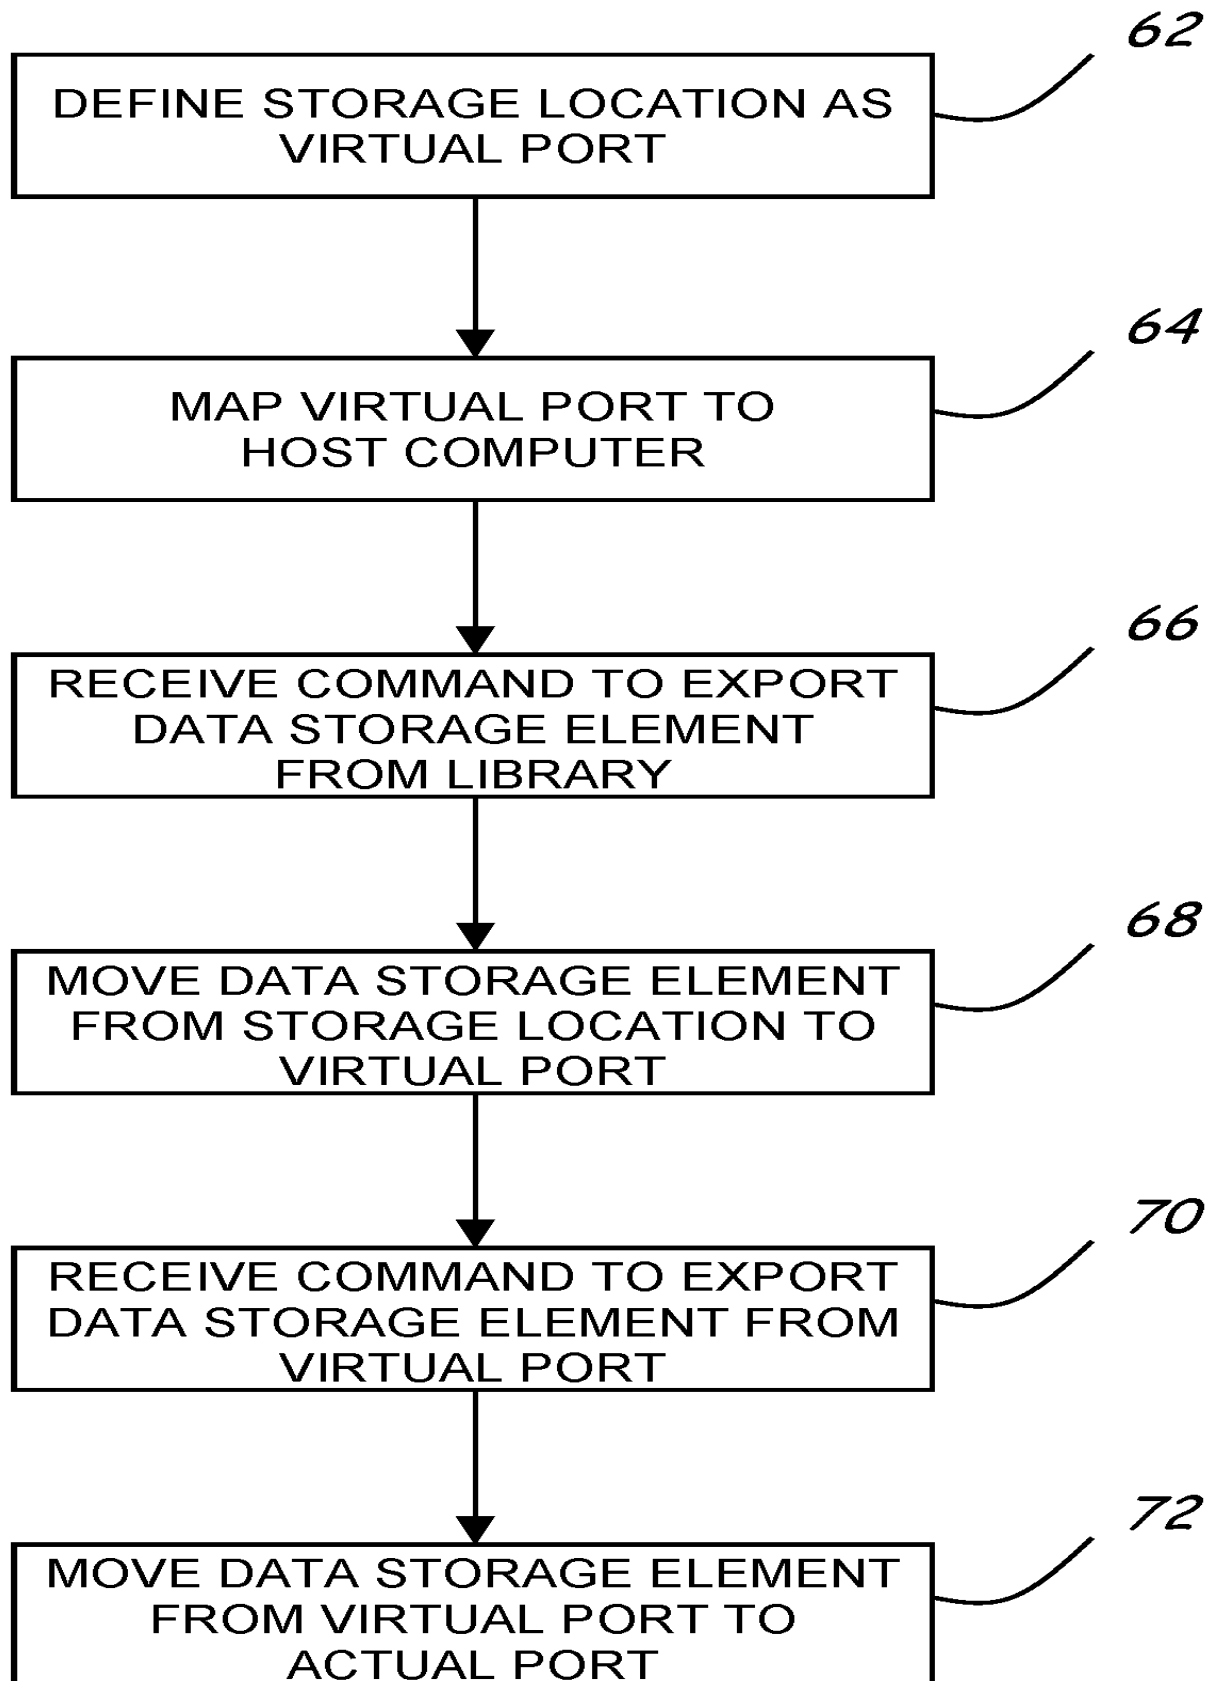 62
DEFINE STORAGE LOCATION AS
VIRTUAL PORT
64
MAP VIRTUAL PORT TO
HOST COMPUTER
66
RECEIVE COMMAND TO EXPORT
DATA STORAGE ELEMENT
FROM LIBRARY
68
MOVE DATA STORAGE ELEMENT
FROM STORAGE LOCATION TO
VIRTUAL PORT
70
RECEIVE COMMAND TO EXPORT
DATA STORAGE ELEMENT FROM
VIRTUAL PORT
72
MOVE DATA STORAGE ELEMENT
FROM VIRTUAL PORT TO
ACTUAL PORT